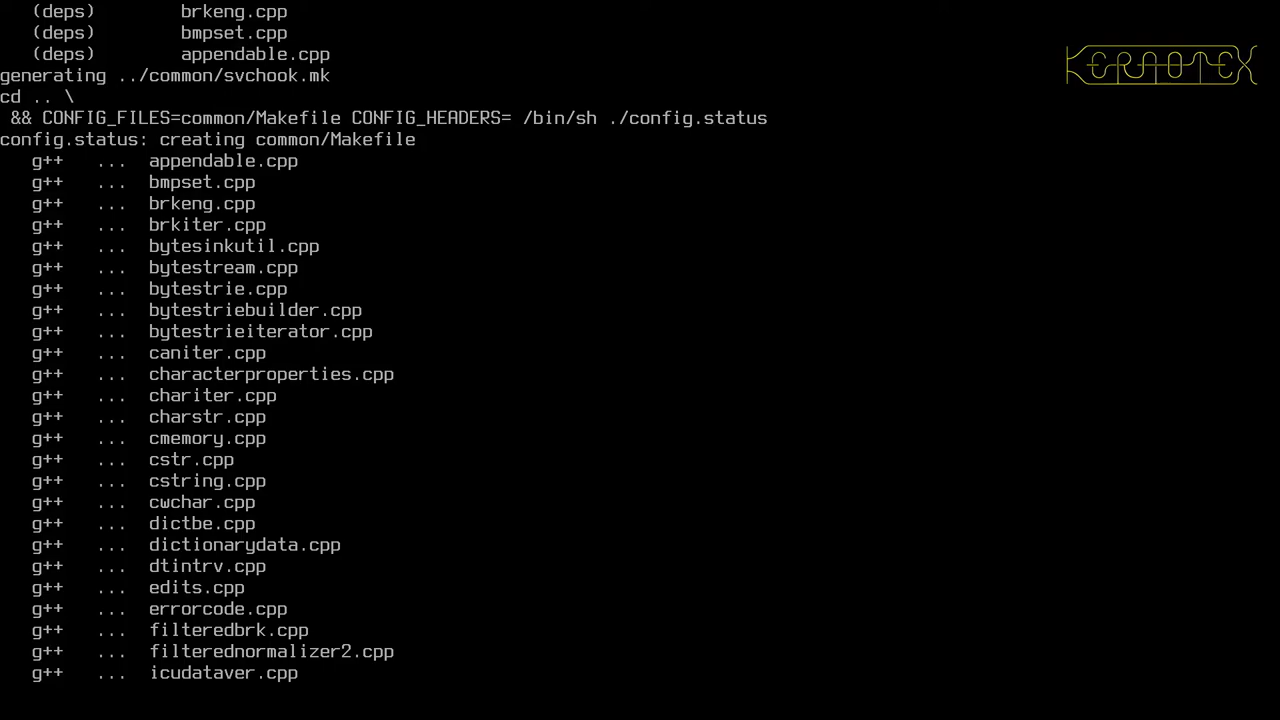 (deps)          brkeng.cpp
(deps)          bmpset.cpp
(deps)          appendable.cpp
generating ../common/svchook.mk
cd .. \
&& CONFIG_FILES=common/Makefile CONFIG_HEADERS= /bin/sh ./config.status
config.status: creating common/Makefile
g++   ...  appendable.cpp
g++   ...  bmpset.cpp
g++   ...  brkeng.cpp
g++   ...  brkiter.cpp
g++   ...  bytesinkutil.cpp
g++   ...  bytestream.cpp
g++   ...  bytestrie.cpp
g++   ...  bytestriebuilder.cpp
g++   ...  bytestrieiterator.cpp
g++   ...  caniter.cpp
g++   ...  characterproperties.cpp
g++   ...  chariter.cpp
g++   ...  charstr.cpp
g++   ...  cmemory.cpp
g++   ...  cstr.cpp
g++   ...  cstring.cpp
g++   ...  cwchar.cpp
g++   ...  dictbe.cpp
g++   ...  dictionarydata.cpp
g++   ...  dtintrv.cpp
g++   ...  edits.cpp
g++   ...  errorcode.cpp
g++   ...  filteredbrk.cpp
g++   ...  filterednormalizer2.cpp
g++   ...  icudataver.cpp